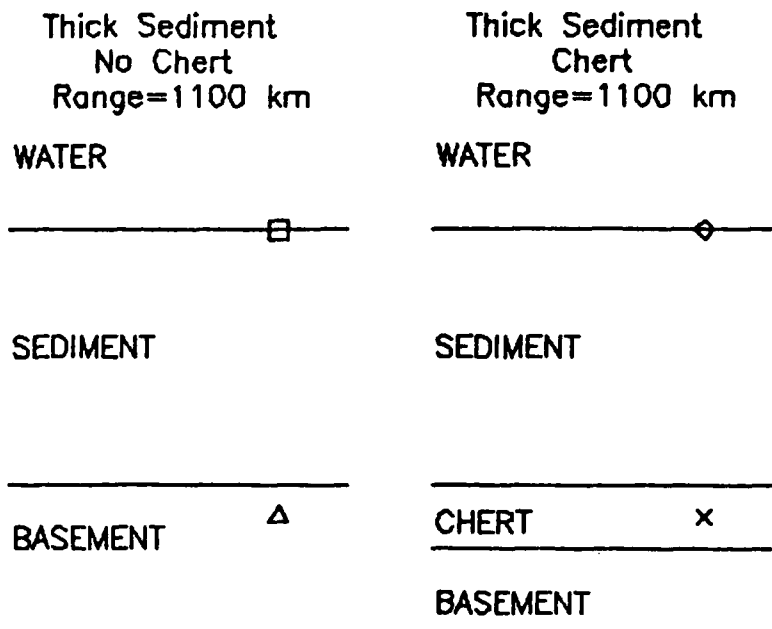 Thick Sediment
No Chert
Range=1100 km
WATER
SEDIMENT
BASEMENT
Thick Sediment
Chert
Range=1100 km
WATER
SEDIMENT
CHERT
BASEMENT